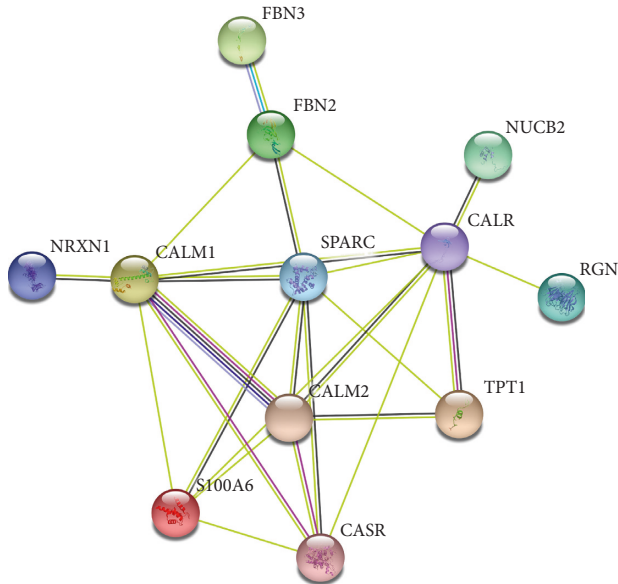 FBN3
FBN2
NUCB2
CALR
NRXN1
CALM1
SPARC
RGN
CALM2
TPT1
S100A6
CASR